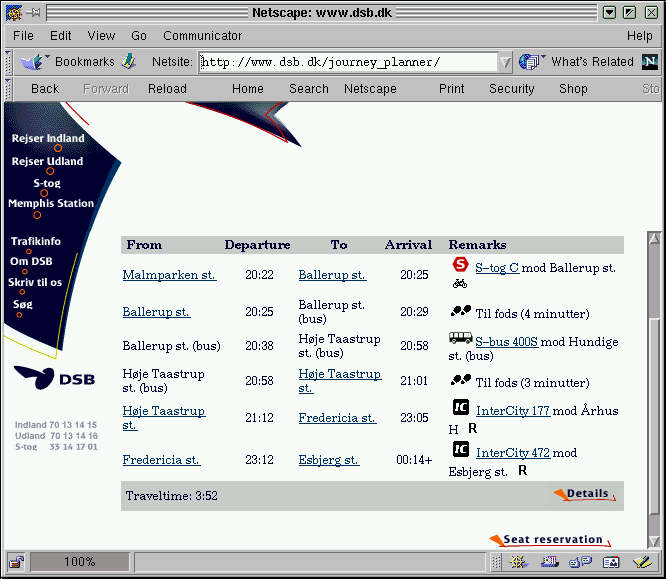 Netscape: www.dsb.dk
File Edit View Go Communicator Help
Bookmarks Netsite: http://www.dsb.dk/journey_planner/ What's Related N
Back Forward Reload Home Search Netscape Print Security Shop Sto
Rejser Indland
Rejser Udland
S-tog
Memphis Station
Trafikinfo
Om DSB
Skriv til os
Søg
DSB
Indland 70 13 14 15
Udland 70 13 14 16
S-tog 33 14 17 01
From Departure To Arrival Remarks
Malmparken st. 20:22 Ballerup st. 20:25 S S-tog C mod Ballerup st.
Ballerup st. 20:25 Ballerup st. (bus) 20:29 Til fods (4 minutter)
Ballerup st. (bus) 20:38 Høje Taastrup st. (bus) 20:58 S-bus 400S mod Hundige st. (bus)
Høje Taastrup st. (bus) 20:58 Høje Taastrup st. 21:01 Til fods (3 minutter)
Høje Taastrup st. 21:12 Fredericia st. 23:05 IC InterCity 177 mod Århus H R
Fredericia st. 23:12 Esbjerg st. 00:14+ IC InterCity 472 mod Esbjerg st. R
Traveltime: 3:52 Details
Seat reservation
100%